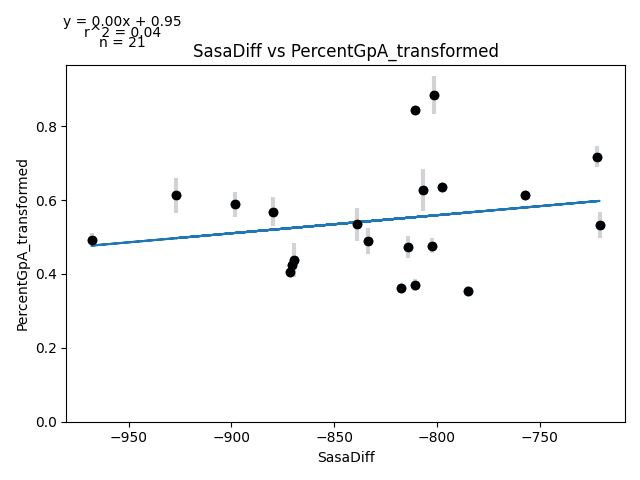 y = 0.00x + 0.95
r^2 = 0.04
n = 21
SasaDiff vs PercentGpA_transformed
PercentGpA_transformed
0.8
0.6
0.4
0.2
0.0
−950
−900
−850
−800
−750
SasaDiff